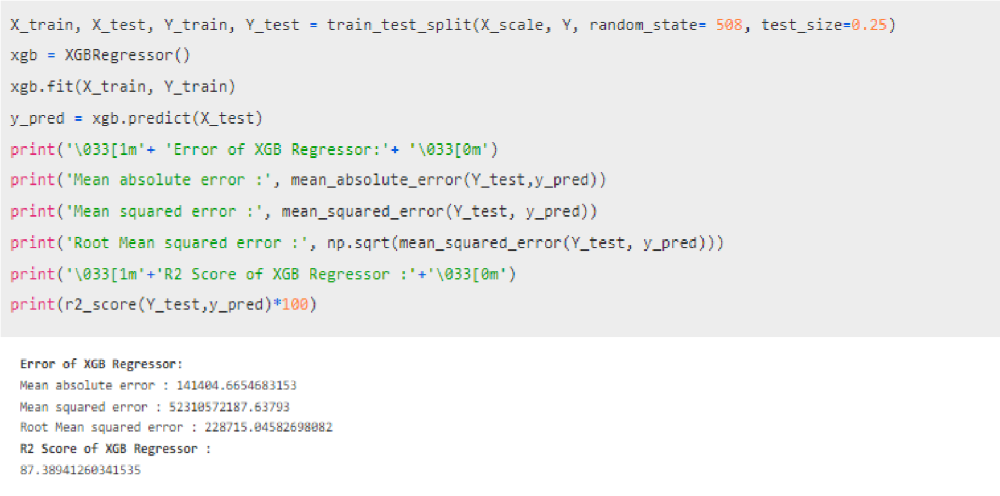 X_train, X_test, Y_train, Y_test = train_test_split(X_scale, Y, random_state= 508, test_size=0.25)
xgb = XGBRegressor()
xgb.fit(X_train, Y_train)
y_pred = xgb.predict(X_test)
print('\033[1m'+ 'Error of XGB Regressor:'+ '\033[0m')
print('Mean absolute error :', mean_absolute_error(Y_test,y_pred))
print('Mean squared error :', mean_squared_error(Y_test, y_pred))
print('Root Mean squared error :', np.sqrt(mean_squared_error(Y_test, y_pred)))
print('\033[1m'+'R2 Score of XGB Regressor :'+'\033[0m')
print(r2_score(Y_test,y_pred)*100)
Error of XGB Regressor:
Mean absolute error : 141404.6654683153
Mean squared error : 52310572187.63793
Root Mean squared error : 228715.04582698082
R2 Score of XGB Regressor :
87.38941260341535